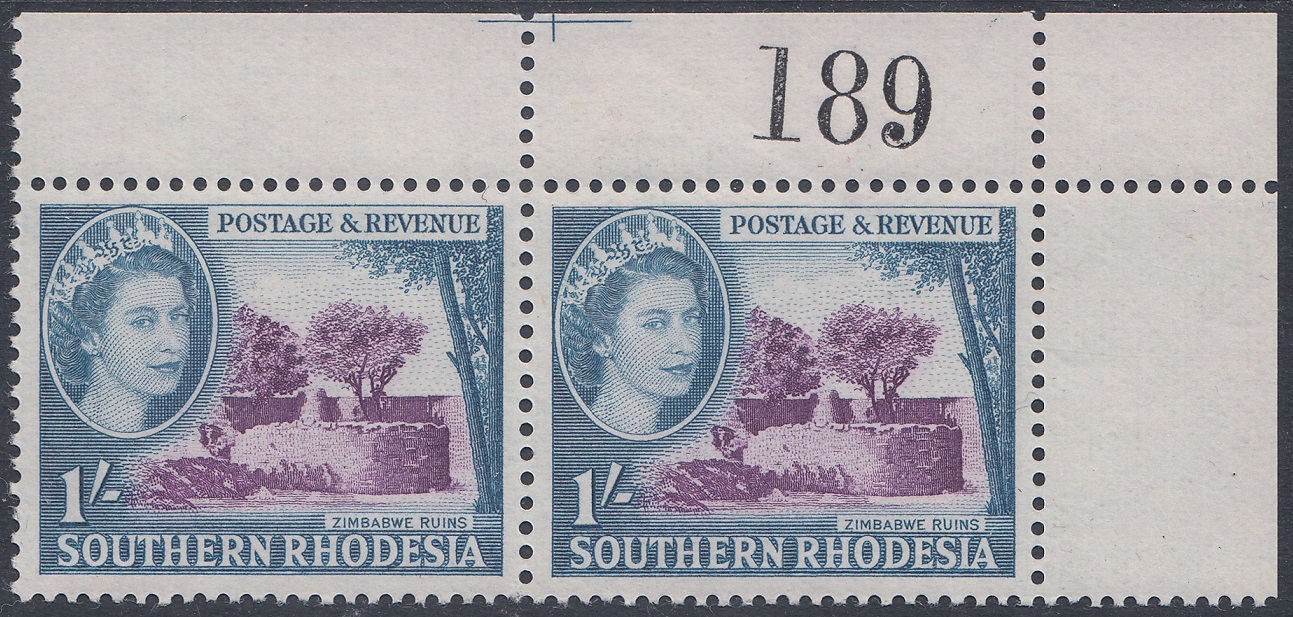 189
POSTAGE & REVENUE
1/-
ZIMBABWE RUINS
SOUTHERN RHODESIA
POSTAGE & REVENUE
1/-
ZIMBABWE RUINS
SOUTHERN RHODESIA